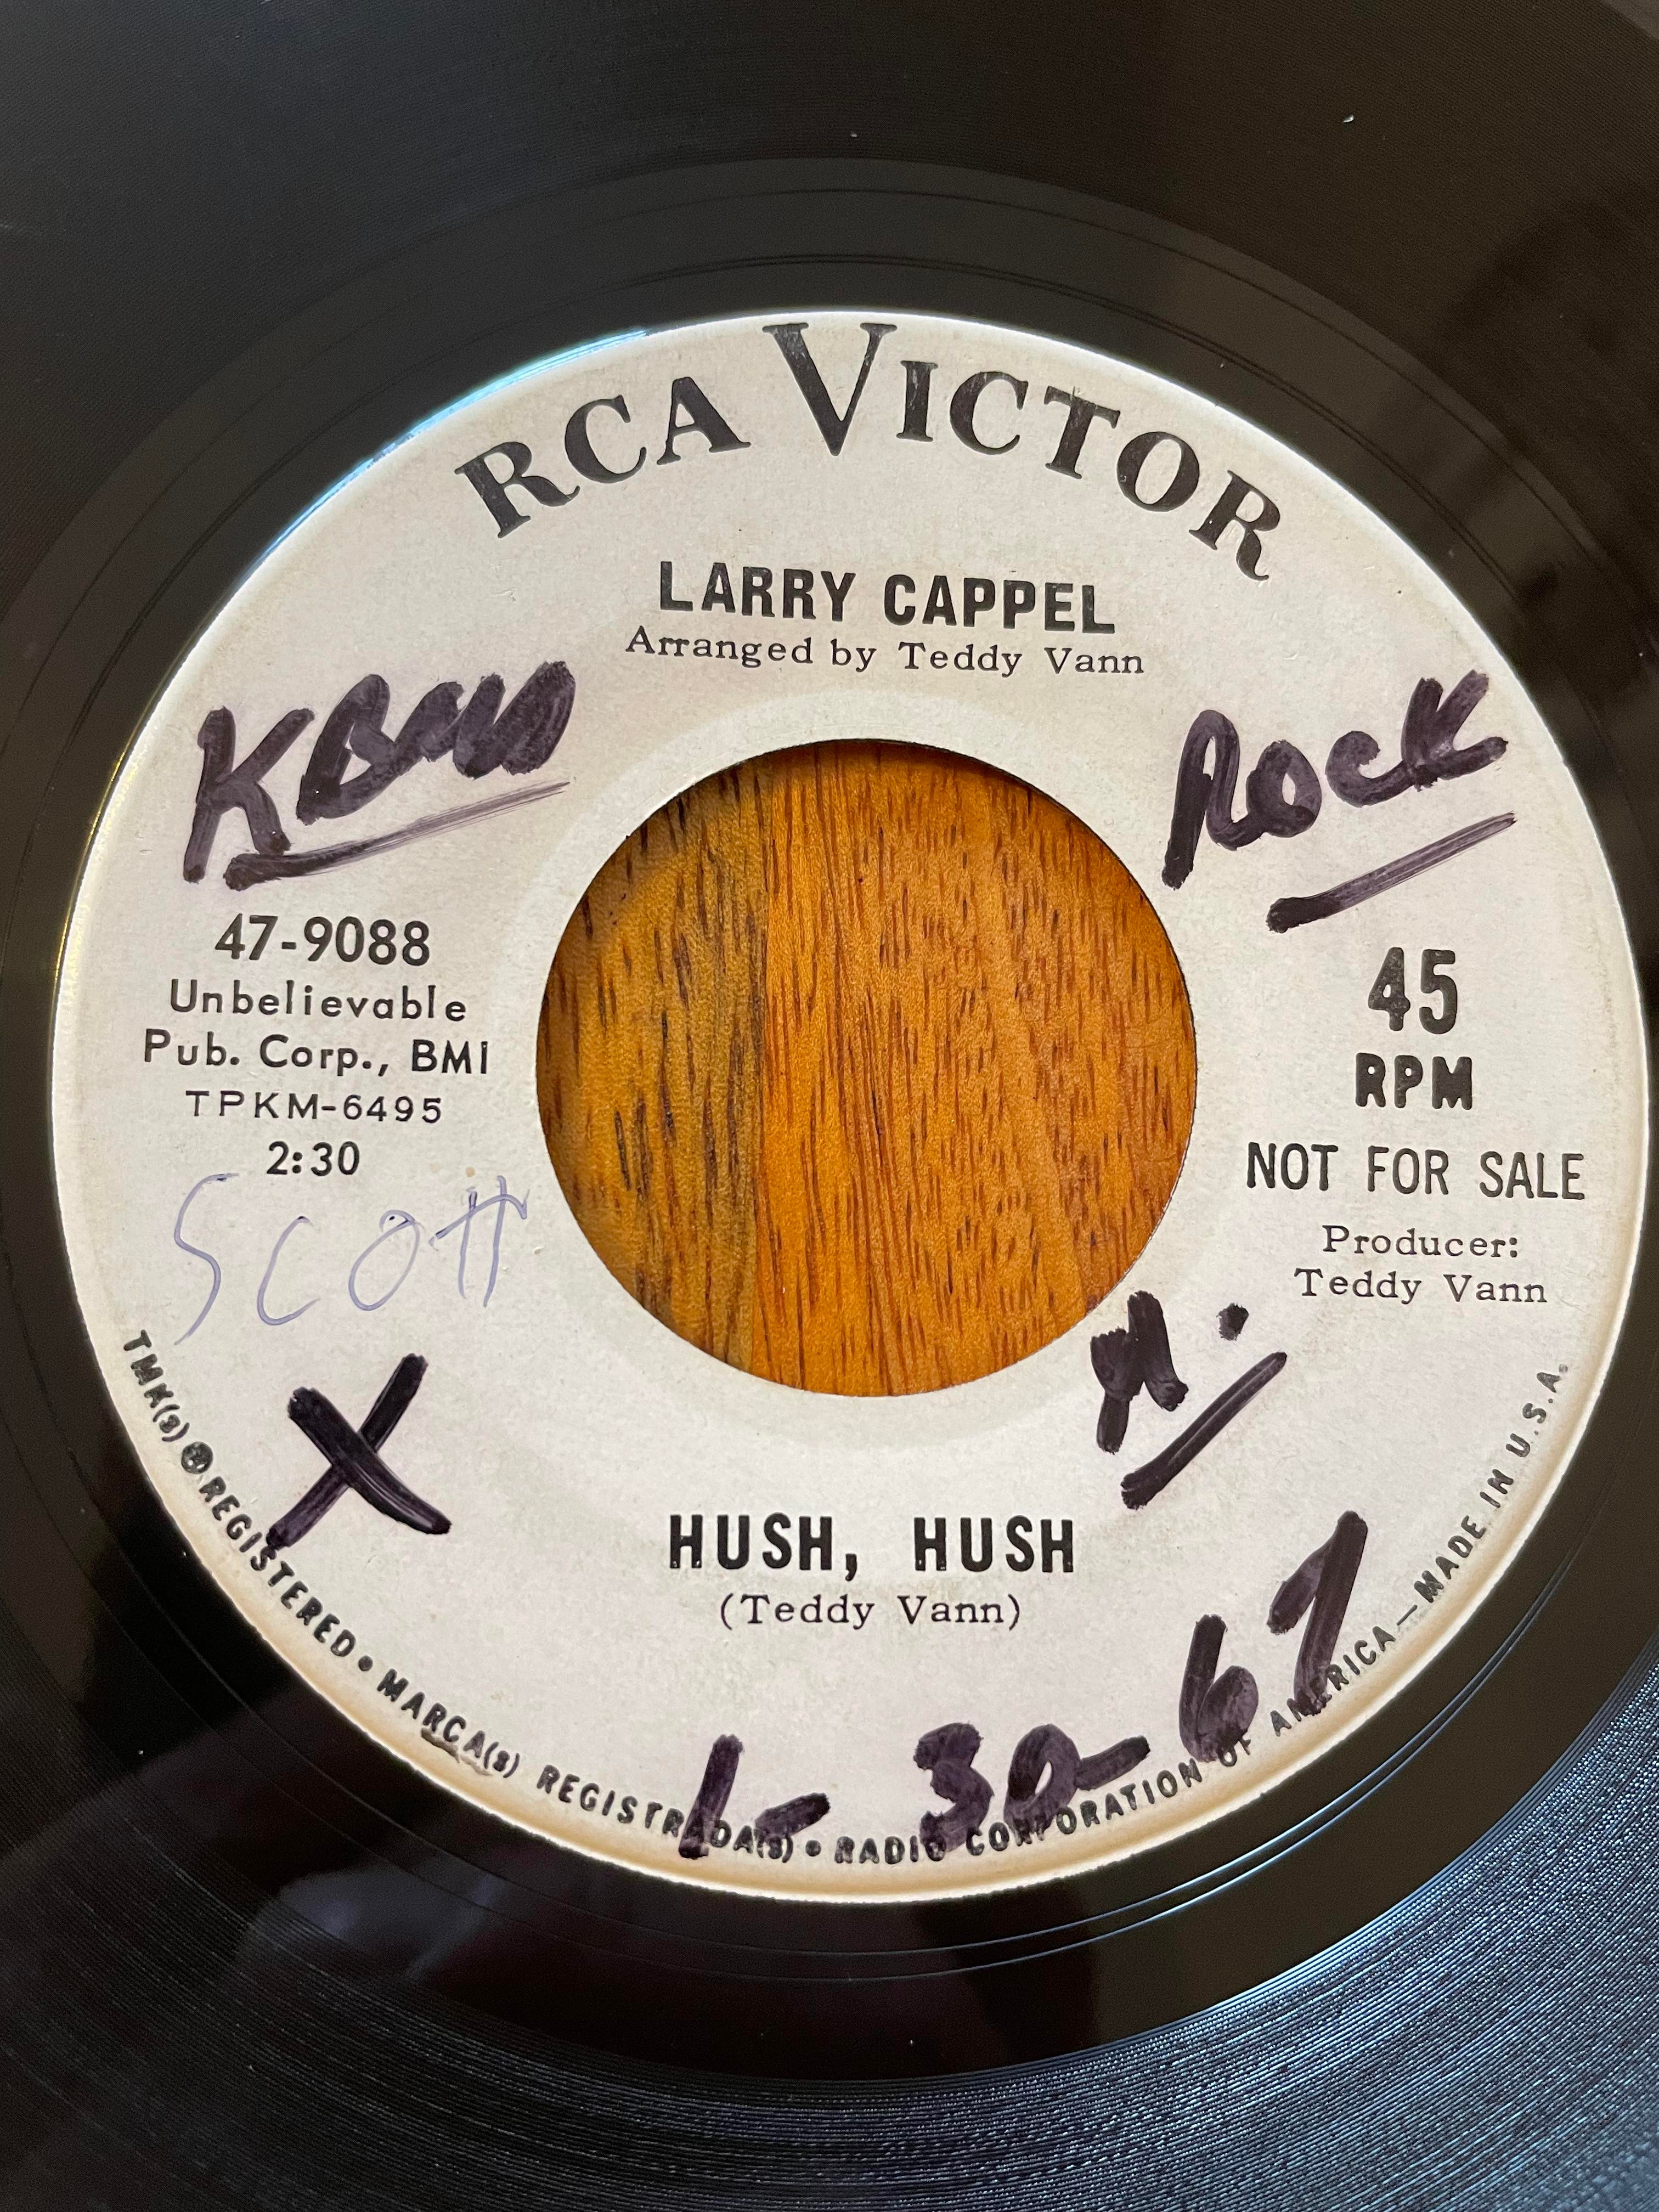 RCA VICTOR
LARRY CAPPEL
Arranged by Teddy Vann
ROCK
47-9088
Unbelievable
Pub. Corp., BMI
TPKM-6495
2:30
SCOTT
X
45
RPM
NOT FOR SALE
Producer:
Teddy Vann
HUSH, HUSH
(Teddy Vann)
1-30-67
TMK(s) ® REGISTERED • MARCA(s) REGISTRADA(s) • RADIO CORPORATION OF AMERICA—MADE IN U.S.A.